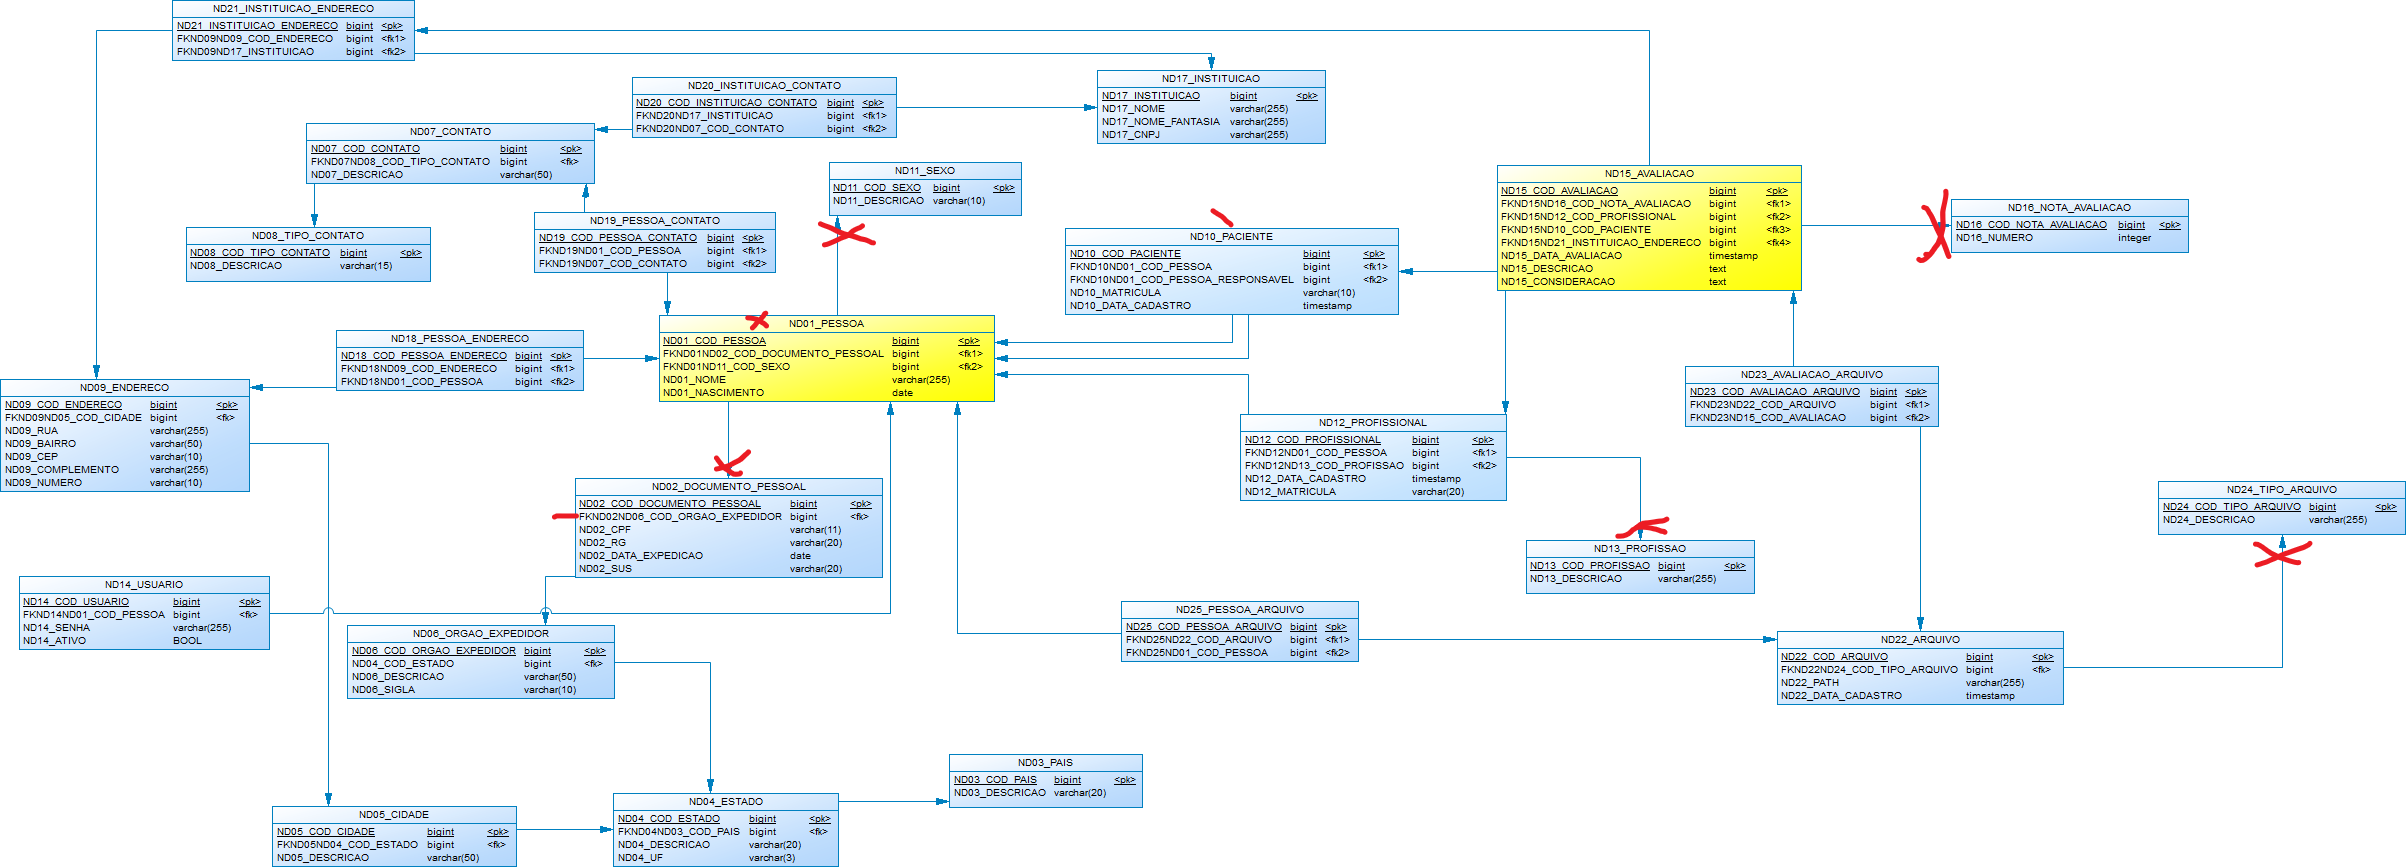 ND21_INSTITUICAO_ENDERECO
ND21_INSTITUICAO_ENDERECO bigint <pk>
FKND09ND09_COD_ENDERECO bigint <fk1>
FKND09ND17_INSTITUICAO bigint <fk2>
ND17_INSTITUICAO
ND17_INSTITUICAO bigint <pk>
ND17_NOME varchar(255)
ND17_NOME_FANTASIA varchar(255)
ND17_CNPJ varchar(255)
ND20_INSTITUICAO_CONTATO
ND20_COD_INSTITUICAO_CONTATO bigint <pk>
FKND20ND17_INSTITUICAO bigint <fk1>
FKND20ND07_COD_CONTATO bigint <fk2>
ND07_CONTATO
ND07_COD_CONTATO bigint <pk>
FKND07ND08_COD_TIPO_CONTATO bigint <fk>
ND07_DESCRICAO varchar(50)
ND11_SEXO
ND11_COD_SEXO bigint <pk>
ND11_DESCRICAO varchar(10)
ND15_AVALIACAO
ND15_COD_AVALIACAO bigint <pk>
FKND15ND16_COD_NOTA_AVALIACAO bigint <fk1>
FKND15ND12_COD_PROFISSIONAL bigint <fk2>
FKND15ND10_COD_PACIENTE bigint <fk3>
FKND15ND21_INSTITUICAO_ENDERECO bigint <fk4>
ND15_DATA_AVALIACAO timestamp
ND15_DESCRICAO text
ND15_CONSIDERACAO text
ND16_NOTA_AVALIACAO
ND16_COD_NOTA_AVALIACAO bigint <pk>
ND16_NUMERO integer
ND19_PESSOA_CONTATO
ND19_COD_PESSOA_CONTATO bigint <pk>
FKND19ND01_COD_PESSOA bigint <fk1>
FKND19ND07_COD_CONTATO bigint <fk2>
ND08_TIPO_CONTATO
ND08_COD_TIPO_CONTATO bigint <pk>
ND08_DESCRICAO varchar(15)
ND10_PACIENTE
ND10_COD_PACIENTE bigint <pk>
FKND10ND01_COD_PESSOA bigint <fk1>
FKND10ND01_COD_PESSOA_RESPONSAVEL bigint <fk2>
ND10_MATRICULA varchar(10)
ND10_DATA_CADASTRO timestamp
ND01_PESSOA
ND01_COD_PESSOA bigint <pk>
FKND01ND02_COD_DOCUMENTO_PESSOAL bigint <fk1>
FKND01ND11_COD_SEXO bigint <fk2>
ND01_NOME varchar(255)
ND01_NASCIMENTO date
ND18_PESSOA_ENDERECO
ND18_COD_PESSOA_ENDERECO bigint <pk>
FKND18ND09_COD_ENDERECO bigint <fk1>
FKND18ND01_COD_PESSOA bigint <fk2>
ND09_ENDERECO
ND09_COD_ENDERECO bigint <pk>
FKND09ND05_COD_CIDADE bigint <fk>
ND09_RUA varchar(255)
ND09_BAIRRO varchar(50)
ND09_CEP varchar(10)
ND09_COMPLEMENTO varchar(255)
ND09_NUMERO varchar(10)
ND23_AVALIACAO_ARQUIVO
ND23_COD_AVALIACAO_ARQUIVO bigint <pk>
FKND23ND22_COD_ARQUIVO bigint <fk1>
FKND23ND15_COD_AVALIACAO bigint <fk2>
ND12_PROFISSIONAL
ND12_COD_PROFISSIONAL bigint <pk>
FKND12ND01_COD_PESSOA bigint <fk1>
FKND12ND13_COD_PROFISSAO bigint <fk2>
ND12_DATA_CADASTRO timestamp
ND12_MATRICULA varchar(20)
ND02_DOCUMENTO_PESSOAL
ND02_COD_DOCUMENTO_PESSOAL bigint <pk>
FKND02ND06_COD_ORGAO_EXPEDIDOR bigint <fk>
ND02_CPF varchar(11)
ND02_RG varchar(20)
ND02_DATA_EXPEDICAO date
ND02_SUS varchar(20)
ND24_TIPO_ARQUIVO
ND24_COD_TIPO_ARQUIVO bigint <pk>
ND24_DESCRICAO varchar(255)
ND13_PROFISSAO
ND13_COD_PROFISSAO bigint <pk>
ND13_DESCRICAO varchar(255)
ND14_USUARIO
ND14_COD_USUARIO bigint <pk>
FKND14ND01_COD_PESSOA bigint <fk>
ND14_SENHA varchar(255)
ND14_ATIVO BOOL
ND25_PESSOA_ARQUIVO
ND25_COD_PESSOA_ARQUIVO bigint <pk>
FKND25ND22_COD_ARQUIVO bigint <fk1>
FKND25ND01_COD_PESSOA bigint <fk2>
ND06_ORGAO_EXPEDIDOR
ND06_COD_ORGAO_EXPEDIDOR bigint <pk>
ND04_COD_ESTADO bigint <fk>
ND06_DESCRICAO varchar(50)
ND06_SIGLA varchar(10)
ND22_ARQUIVO
ND22_COD_ARQUIVO bigint <pk>
FKND22ND24_COD_TIPO_ARQUIVO bigint <fk>
ND22_PATH varchar(255)
ND22_DATA_CADASTRO timestamp
ND03_PAIS
ND03_COD_PAIS bigint <pk>
ND03_DESCRICAO varchar(20)
ND04_ESTADO
ND04_COD_ESTADO bigint <pk>
FKND04ND03_COD_PAIS bigint <fk>
ND04_DESCRICAO varchar(20)
ND04_UF varchar(3)
ND05_CIDADE
ND05_COD_CIDADE bigint <pk>
FKND05ND04_COD_ESTADO bigint <fk>
ND05_DESCRICAO varchar(50)